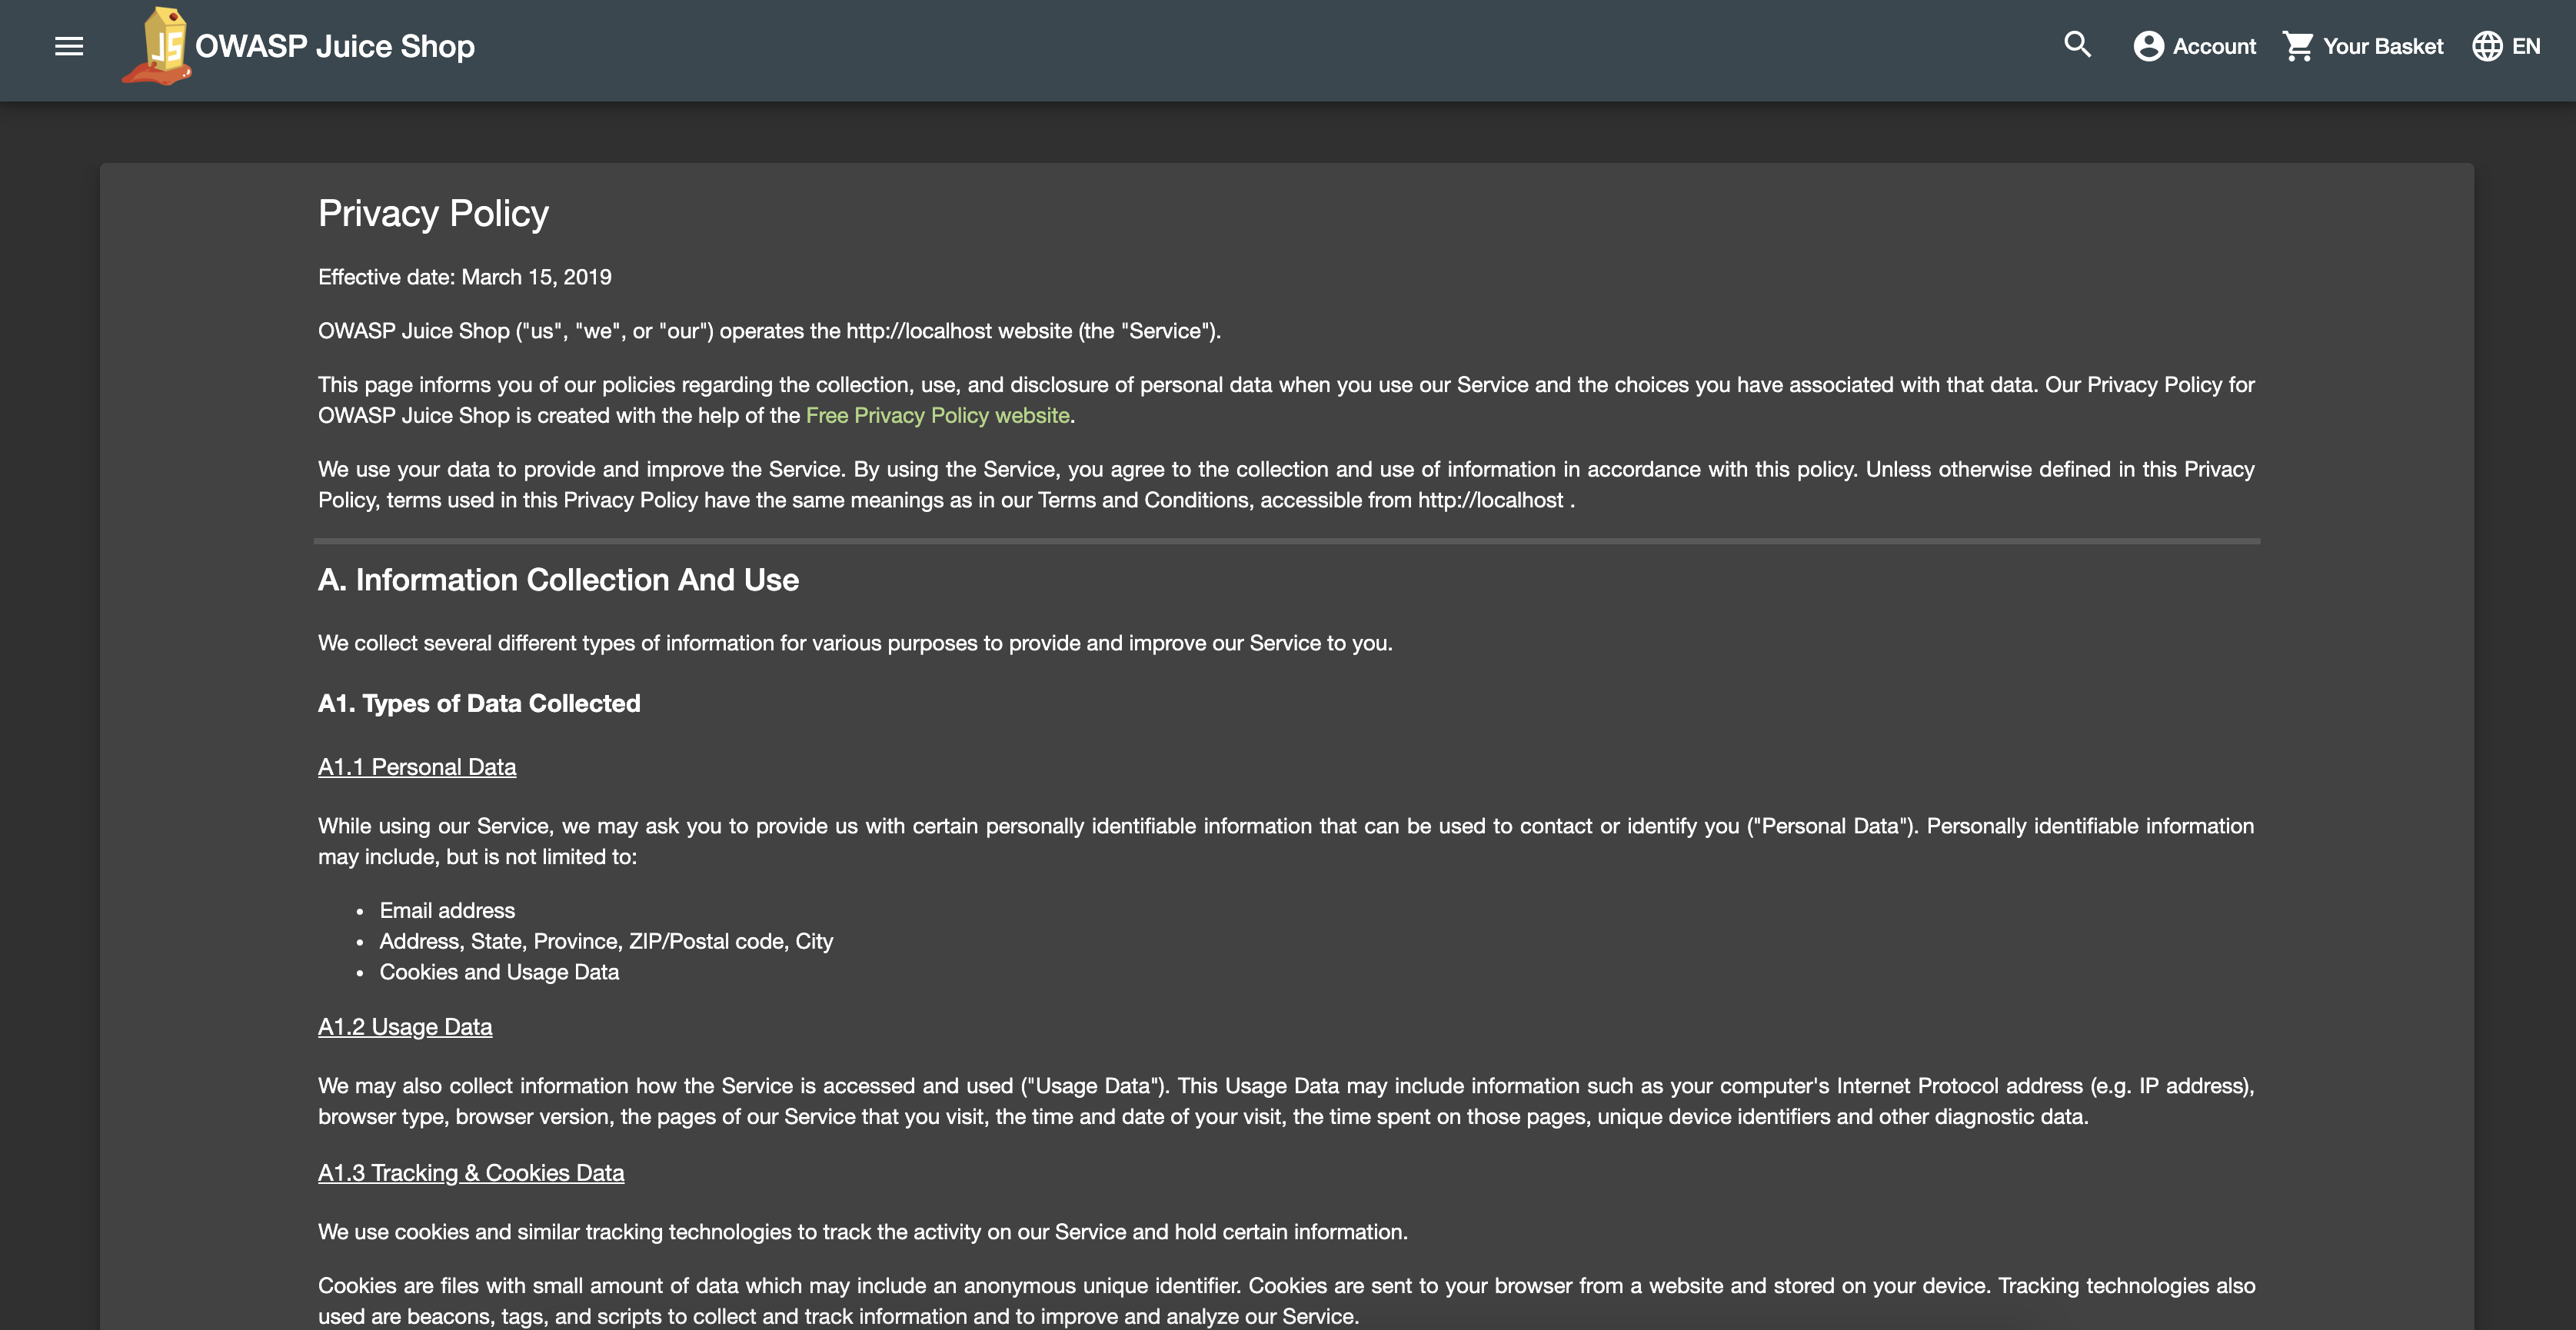 JS OWASP Juice Shop
Account
Your Basket
EN
Privacy Policy
Effective date: March 15, 2019
OWASP Juice Shop ("us", "we", or "our") operates the http://localhost website (the "Service").
This page informs you of our policies regarding the collection, use, and disclosure of personal data when you use our Service and the choices you have associated with that data. Our Privacy Policy for
OWASP Juice Shop is created with the help of the Free Privacy Policy website.
We use your data to provide and improve the Service. By using the Service, you agree to the collection and use of information in accordance with this policy. Unless otherwise defined in this Privacy
Policy, terms used in this Privacy Policy have the same meanings as in our Terms and Conditions, accessible from http://localhost .
A. Information Collection And Use
We collect several different types of information for various purposes to provide and improve our Service to you.
A1. Types of Data Collected
A1.1 Personal Data
While using our Service, we may ask you to provide us with certain personally identifiable information that can be used to contact or identify you ("Personal Data"). Personally identifiable information
may include, but is not limited to:
• Email address
• Address, State, Province, ZIP/Postal code, City
• Cookies and Usage Data
A1.2 Usage Data
We may also collect information how the Service is accessed and used ("Usage Data"). This Usage Data may include information such as your computer's Internet Protocol address (e.g. IP address),
browser type, browser version, the pages of our Service that you visit, the time and date of your visit, the time spent on those pages, unique device identifiers and other diagnostic data.
A1.3 Tracking & Cookies Data
We use cookies and similar tracking technologies to track the activity on our Service and hold certain information.
Cookies are files with small amount of data which may include an anonymous unique identifier. Cookies are sent to your browser from a website and stored on your device. Tracking technologies also
used are beacons, tags, and scripts to collect and track information and to improve and analyze our Service.